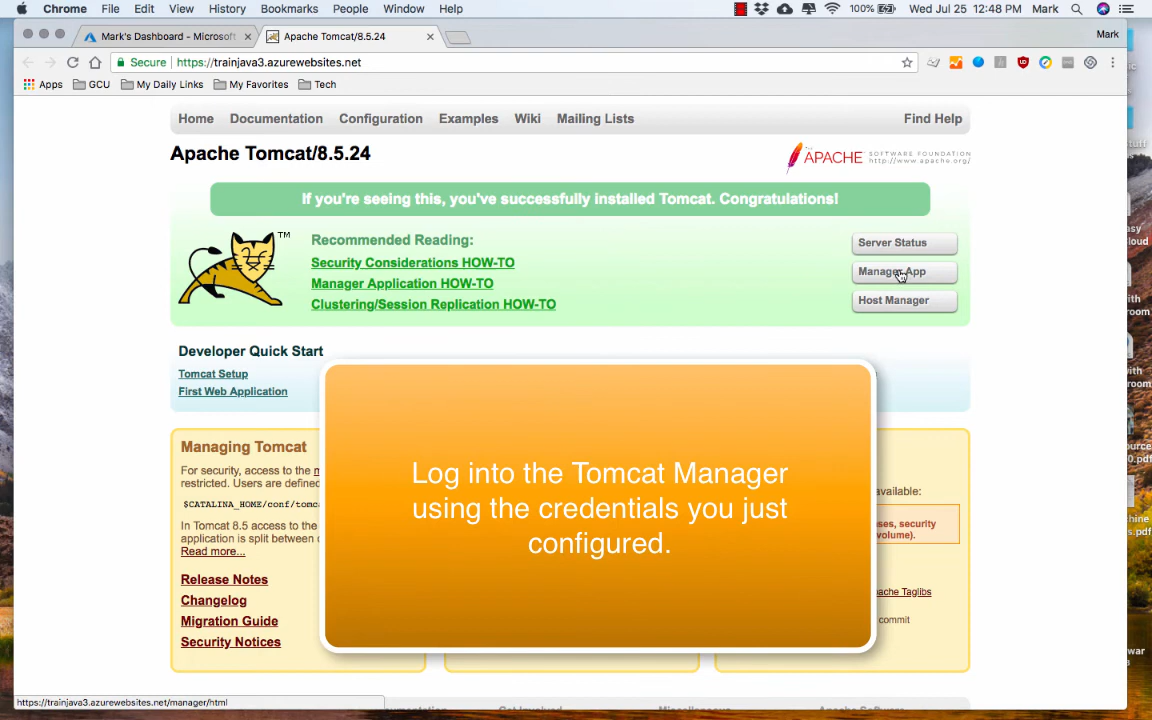 Chrome File Edit View History Bookmarks People Window Help 100% Wed Jul 25 12:48 PM Mark
Mark's Dashboard - Microsoft Apache Tomcat/8.5.24 Mark
Secure https://trainjava3.azurewebsites.net
Apps GCU My Daily Links My Favorites Tech
Home Documentation Configuration Examples Wiki Mailing Lists Find Help
Apache Tomcat/8.5.24
APACHE SOFTWARE FOUNDATION
http://www.apache.org/
If you're seeing this, you've successfully installed Tomcat. Congratulations!
TM
Recommended Reading:
Security Considerations HOW-TO
Manager Application HOW-TO
Clustering/Session Replication HOW-TO
Server Status
Manager App
Host Manager
Developer Quick Start
Tomcat Setup
First Web Application
Managing Tomcat
For security, access to the m
restricted. Users are defined
$CATALINA_HOME/conf/tomca
In Tomcat 8.5 access to the
application is split between
Read more...
Release Notes
Changelog
Migration Guide
Security Notices
Log into the Tomcat Manager
using the credentials you just
configured.
available:
ses, security
volume).
ache Taglibs
commit
https://trainjava3.azurewebsites.net/manager/html